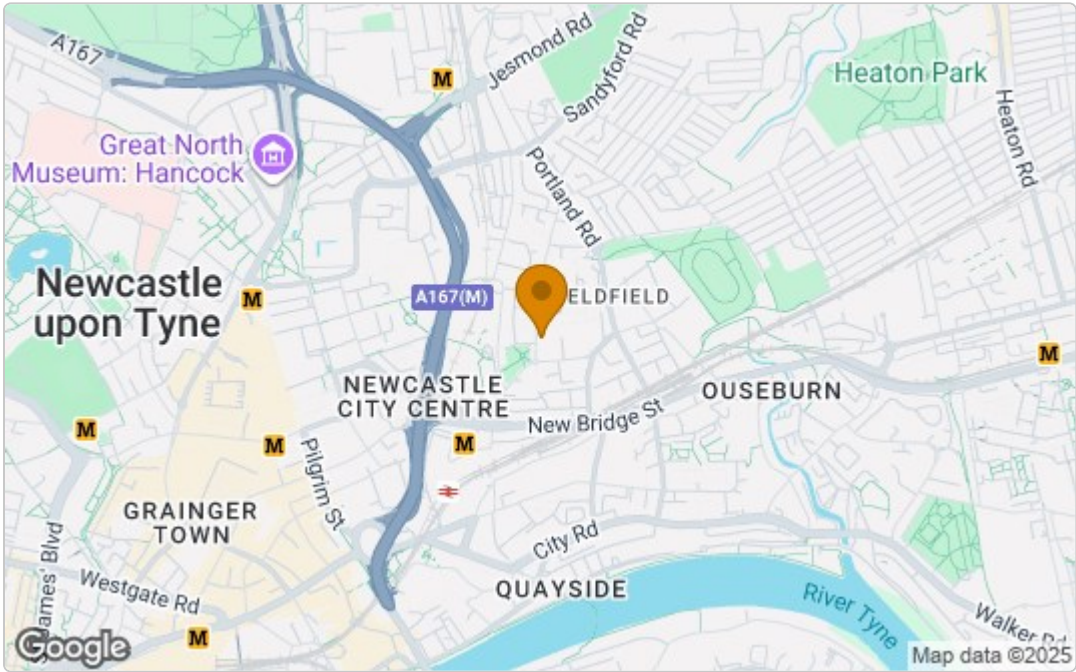 A167
Jesmond Rd
Sandyford Rd
Heaton Park
Heaton Rd
Great North
Museum: Hancock
Portland Rd
Newcastle
upon Tyne
A167(M)
ELDFIELD
NEWCASTLE
CITY CENTRE
OUSEBURN
New Bridge St
M
M
M
M
M
M
M
Pilgrim St
GRAINGER
TOWN
City Rd
QUAYSIDE
St James' Blvd
Westgate Rd
River Tyne
Walker Rd
Google
Map data ©2025